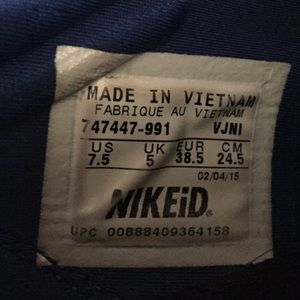 MADE IN VIETNAM
FABRIQUE AU VIETNAM
747447-991 VJNI
US UK EUR CM
7.5 5 38.5 24.5
02/04/15
NIKEiD.
UPC 00888409364158